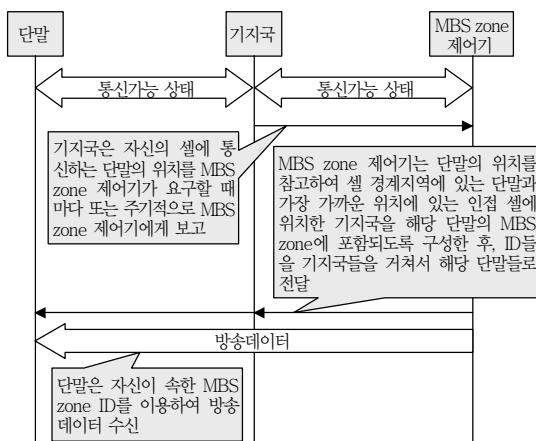 단말
기지국
MBS zone
제어기
통신가능 상태
통신가능 상태
기지국은 자신의 셀에 통
신하는 단말의 위치를 MBS
zone 제어기가 요구할 때
마다 또는 주기적으로 MBS
zone 제어기에게 보고
MBS zone 제어기는 단말의 위치를
참고하여 셀 경계지역에 있는 단말과
가장 가까운 위치에 있는 인접 셀에
위치한 기지국을 해당 단말의 MBS
zone에 포함되도록 구성한 후, ID들
을 기지국들을 거쳐서 해당 단말들로
전달
방송데이터
단말은 자신이 속한 MBS
zone ID를 이용하여 방송
데이터 수신